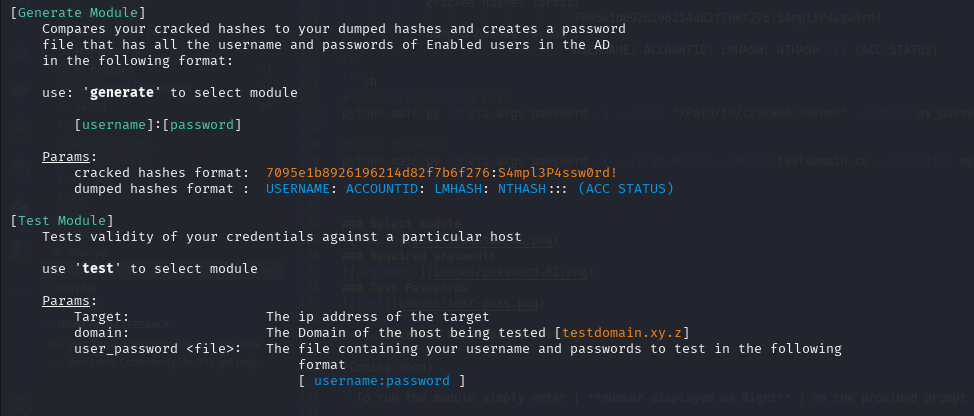 [Generate Module]
Compares your cracked hashes to your dumped hashes and creates a password
file that has all the username and passwords of Enabled users in the AD
in the following format:
use: 'generate' to select module
[username]:[password]
Params:
cracked hashes format: 7095e1b8926196214d82f7b6f276:S4mpl3P4ssw0rd!
dumped hashes format : USERNAME: ACCOUNTID: LMHASH: NTHASH::: (ACC STATUS)
[Test Module]
Tests validity of your credentials against a particular host
use 'test' to select module
Params:
Target: The ip address of the target
domain: The Domain of the host being tested [testdomain.xy.z]
user_password <file>: The file containing your username and passwords to test in the following
format
[ username:password ]